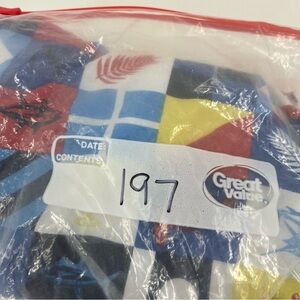 DATE
CONTENTS
197
Great
Value